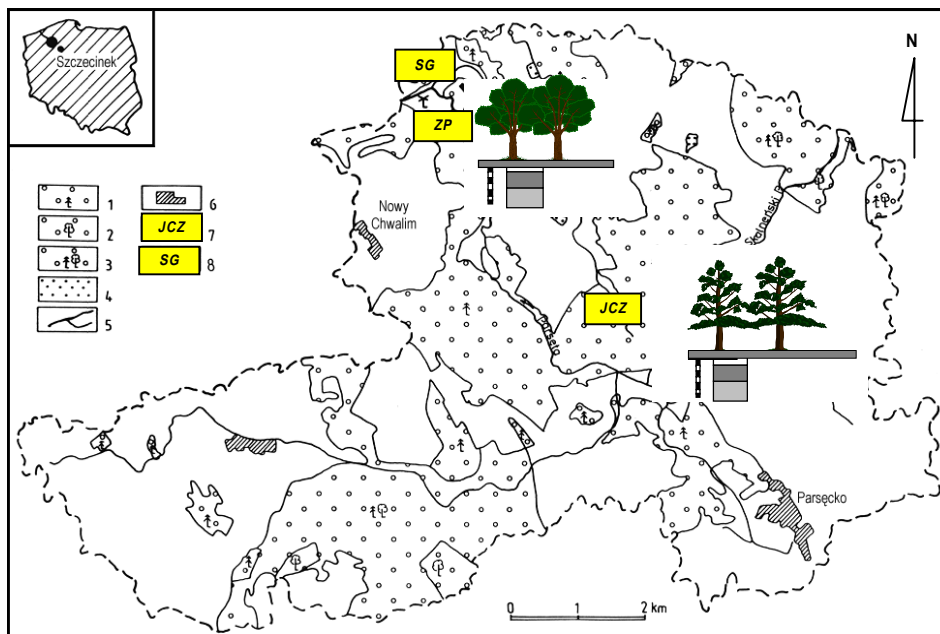 Szczecinek
SG
N
ZP
Nowy
Chwalim
Skalneński
1
6
2
JCZ
7
3
SG
8
4
5
JCZ
Parsęta
Parsęcko
0
1
2 km